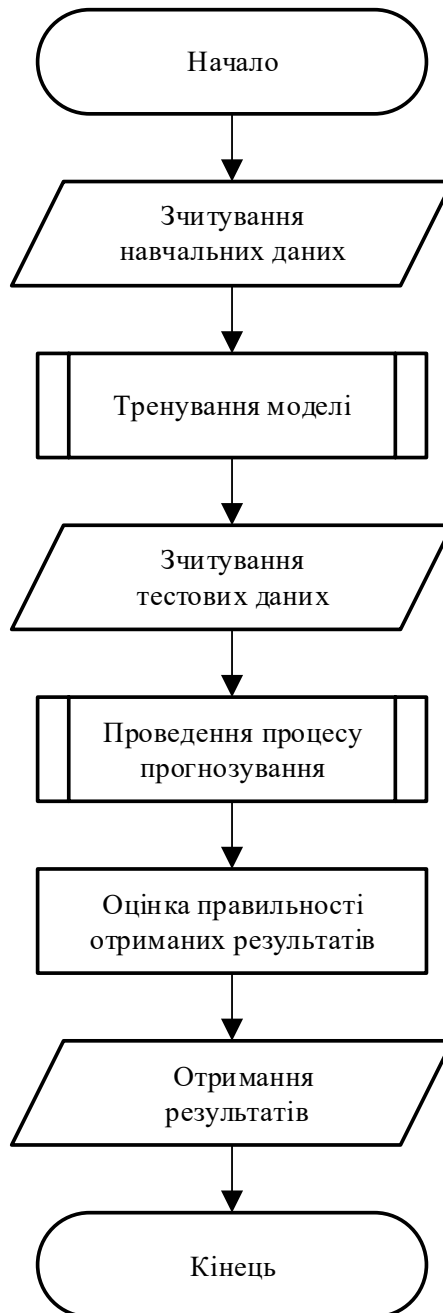 Начало
Зчитування
навчальних даних
Тренування моделі
Зчитування
тестових даних
Проведення процесу
прогнозування
Оцінка правильності
отриманих результатів
Отримання
результатів
Кінець